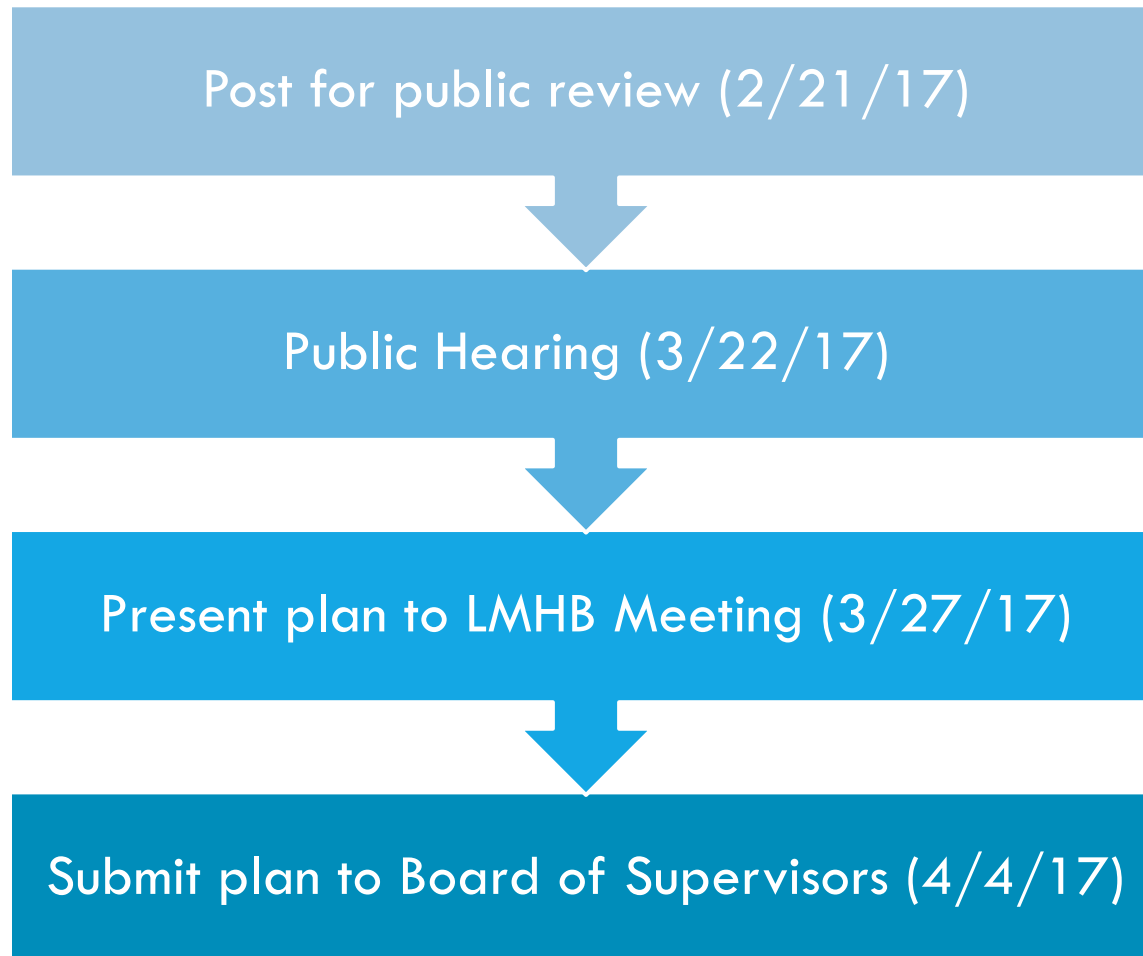 Post for public review (2/21/17)
Public Hearing (3/22/17)
Present plan to LMHB Meeting (3/27/17)
Submit plan to Board of Supervisors (4/4/17)